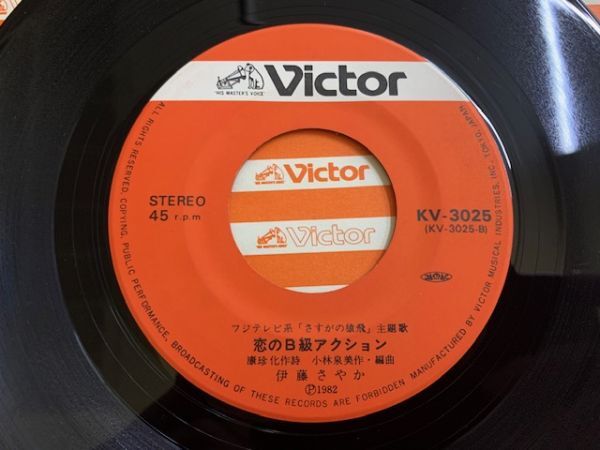 Victor
"HIS MASTER'S VOICE"
STEREO
45 r.p.m
KV-3025
(KV-3025-B)
Victor
Victor
フジテレビ系「さすがの猿飛」主題歌
恋のB級アクション
康珍化作詩 小林泉美作・編曲
伊藤さやか
Ⓟ1982
ALL RIGHTS RESERVED. COPYING, PUBLIC PERFORMANCE, BROADCASTING OF THESE RECORDS ARE FORBIDDEN MANUFACTURED BY VICTOR MUSICAL INDUSTRIES, INC. TOKYO, JAPAN